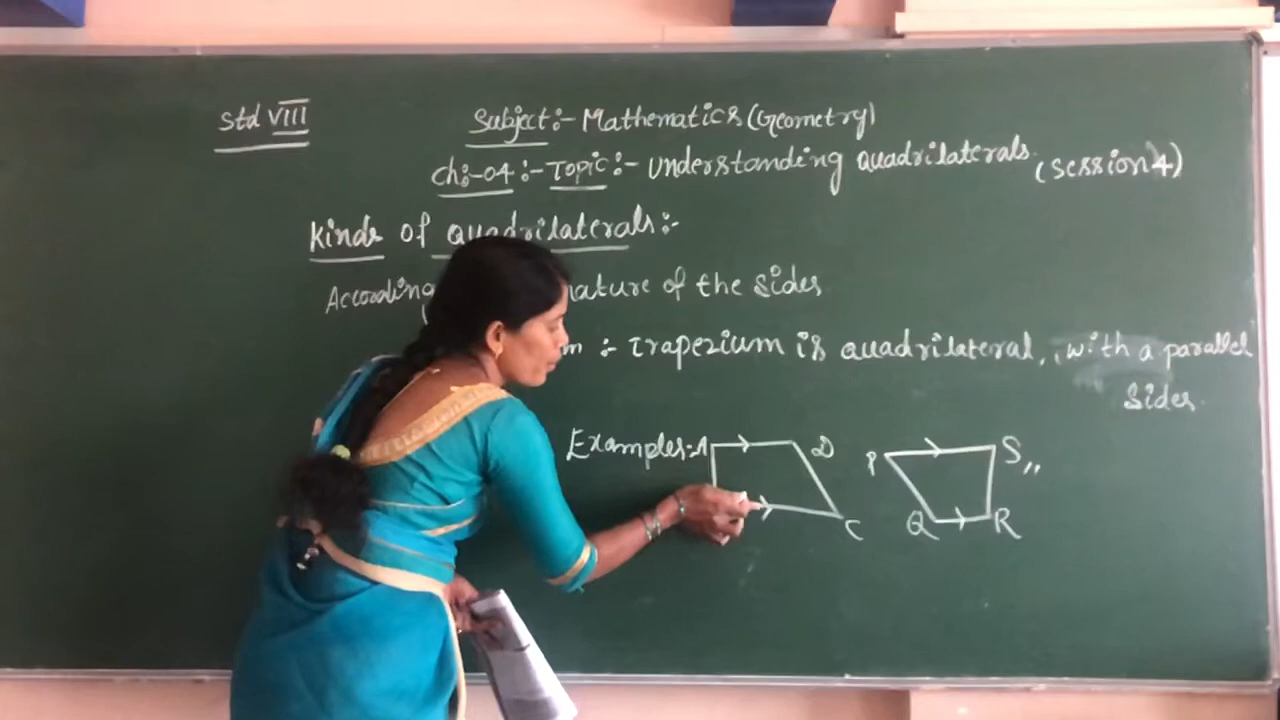 Std VIII
Subject:- Mathematics (Geometry)
Ch:-04:- Topic:- Understanding quadrilaterals. (Session 4)
Kinds of quadrilaterals:-
According nature of the sides
m :- Trapezium is quadrilateral, with a parallel
sides.
Examples:- A D P S,,
C Q R